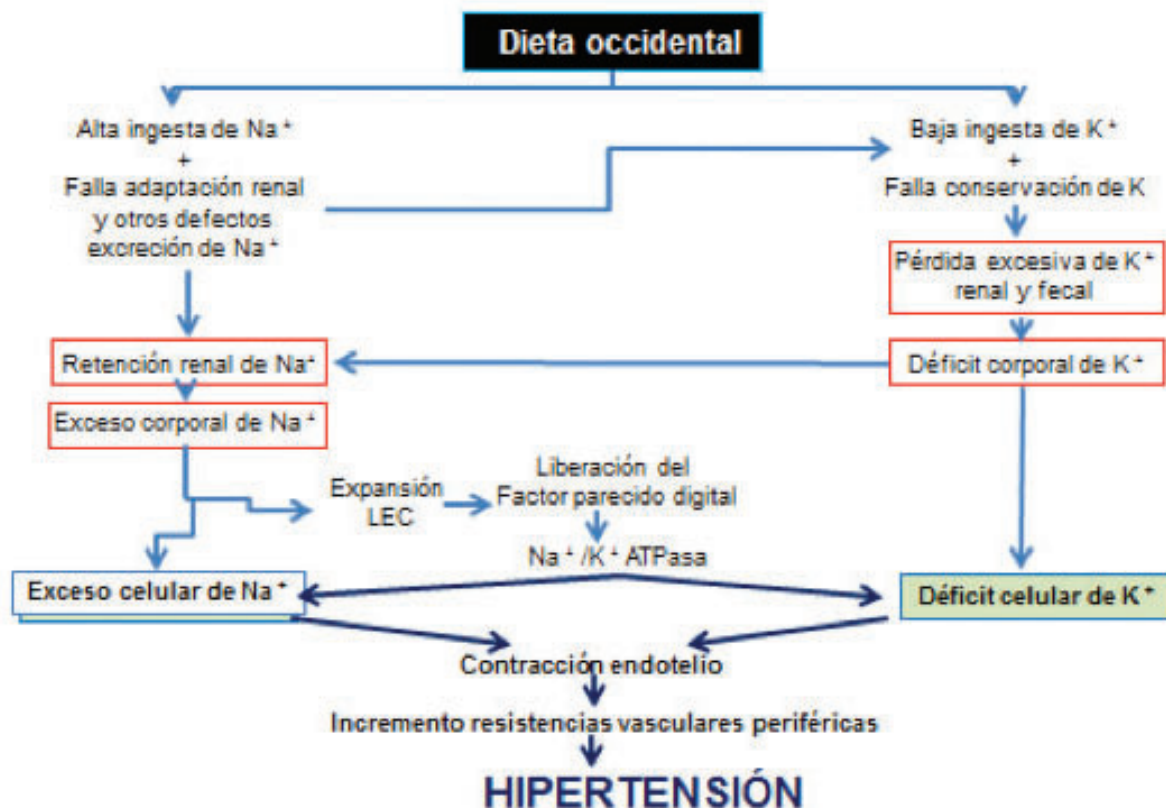 Dieta occidental
Alta ingesta de Na⁺
+
Falla adaptación renal
y otros defectos
excreción de Na⁺
Baja ingesta de K⁺
+
Falla conservación de K
Pérdida excesiva de K⁺
renal y fecal
Retención renal de Na⁺
Déficit corporal de K⁺
Exceso corporal de Na⁺
Expansión
LEC
Liberación del
Factor parecido digital
Na⁺ /K⁺ ATPasa
Exceso celular de Na⁺
Déficit celular de K⁺
Contracción endotelio
Incremento resistencias vasculares periféricas
HIPERTENSIÓN